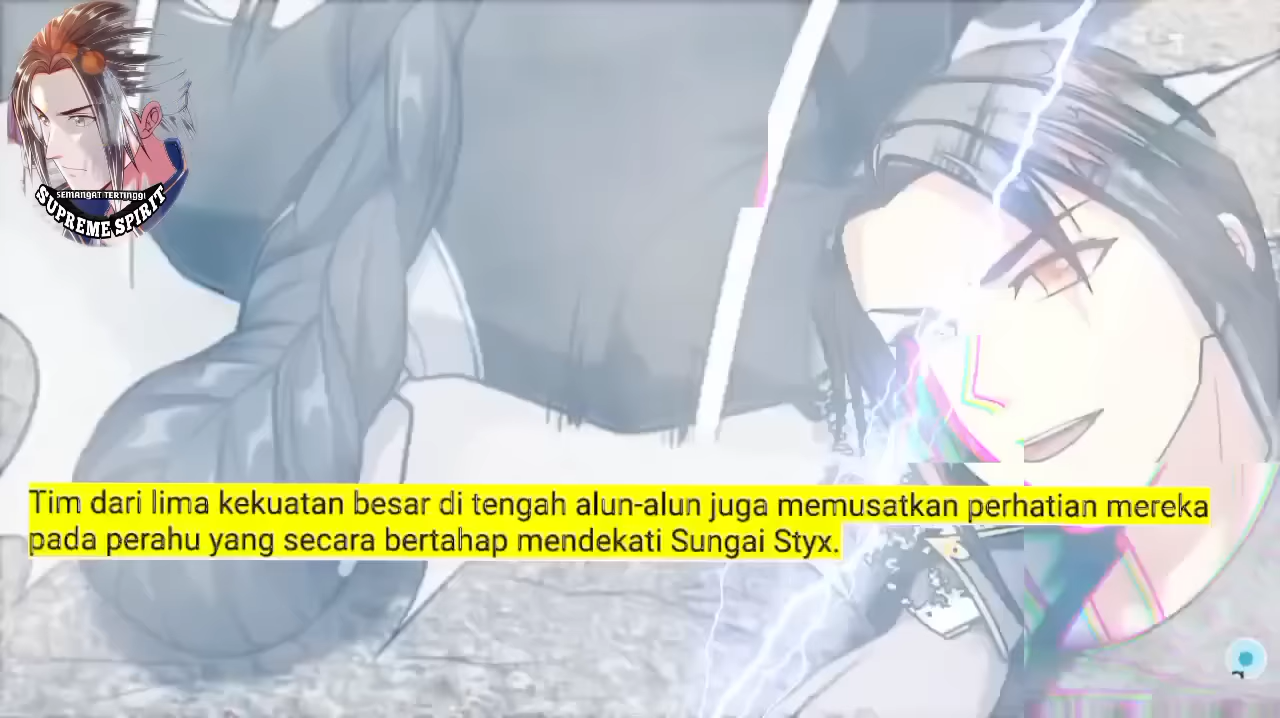 SEMANGAT TERTINGGI
SUPREME SPIRIT
Tim dari lima kekuatan besar di tengah alun-alun juga memusatkan perhatian mereka
pada perahu yang secara bertahap mendekati Sungai Styx.